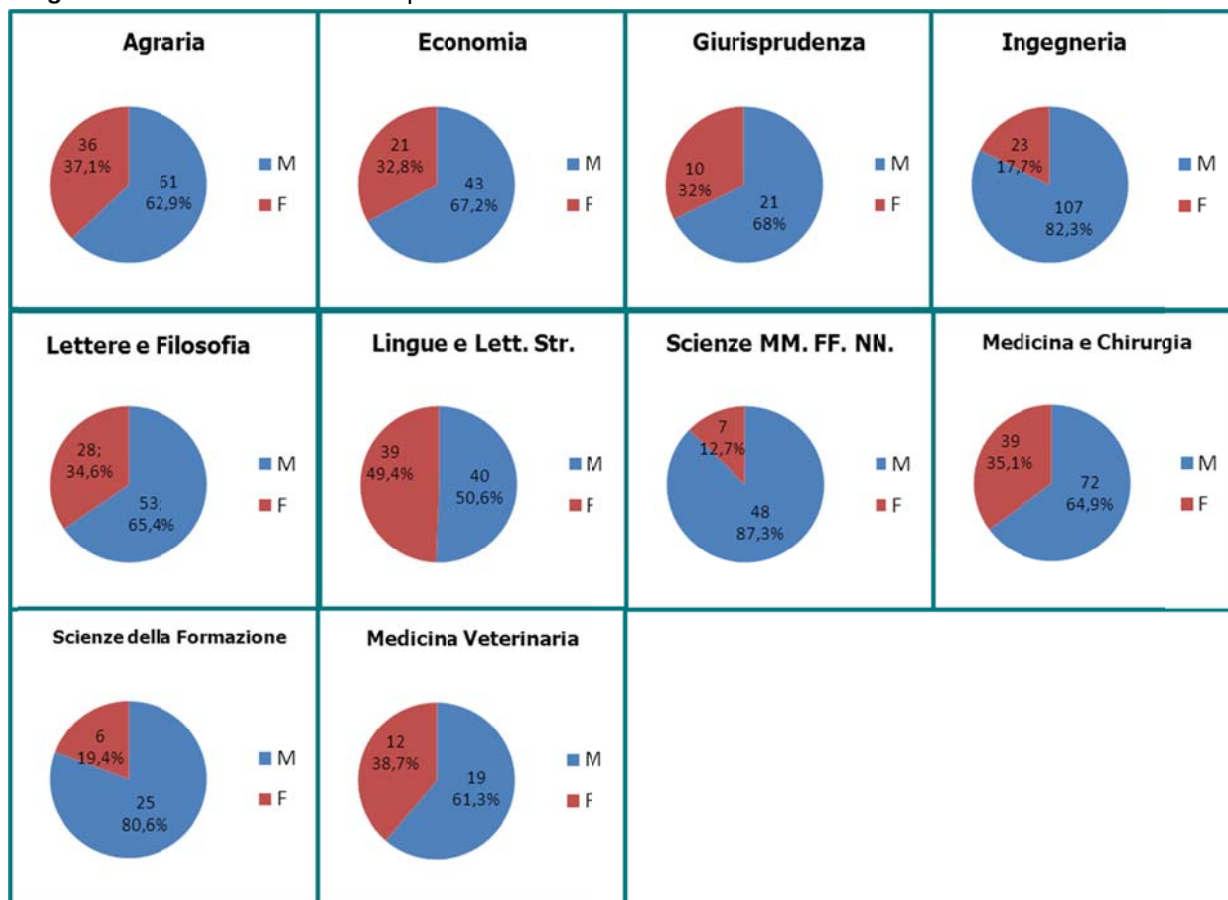 Agraria
36
37,1%
61
62,9%
M
F
Economia
21
32,8%
43
67,2%
M
F
Giurisprudenza
10
32%
21
68%
M
F
Ingegneria
23
17,7%
107
82,3%
M
F
Lettere e Filosofia
28;
34,6%
53;
65,4%
M
F
Lingue e Lett. Str.
39
49,4%
40
50,6%
M
F
Scienze MM. FF. NN.
7
12,7%
48
87,3%
M
F
Medicina e Chirurgia
39
35,1%
72
64,9%
M
F
Scienze della Formazione
6
19,4%
25
80,6%
M
F
Medicina Veterinaria
12
38,7%
19
61,3%
M
F